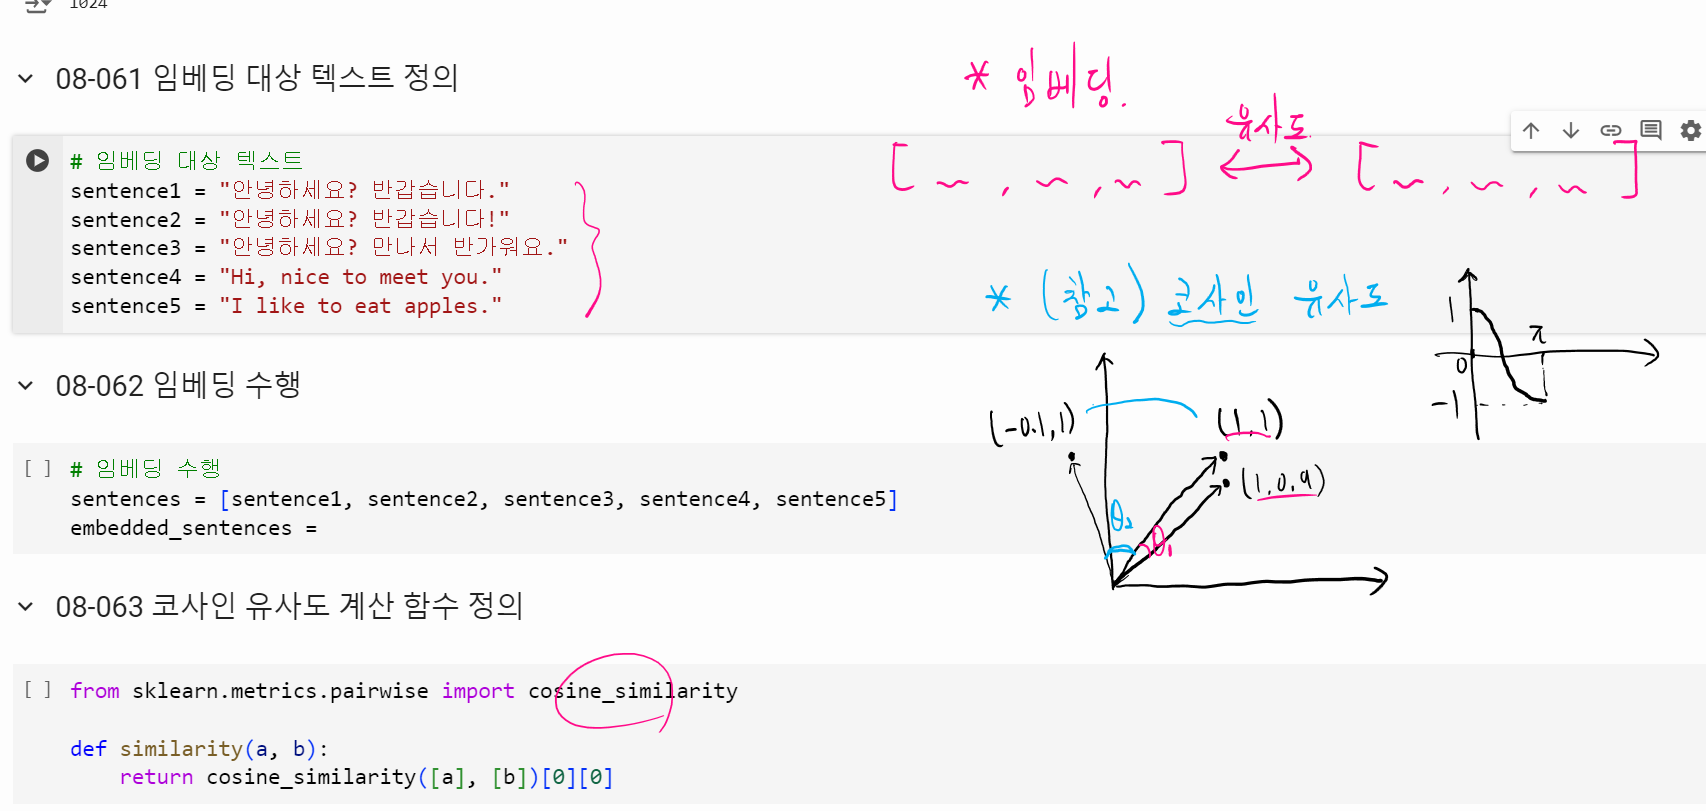 1024
08-061 임베딩 대상 텍스트 정의
# 임베딩 대상 텍스트
sentence1 = "안녕하세요? 반갑습니다."
sentence2 = "안녕하세요? 반갑습니다!"
sentence3 = "안녕하세요? 만나서 반가워요."
sentence4 = "Hi, nice to meet you."
sentence5 = "I like to eat apples."
* 임베딩.
유사도.
[ ~ , ~ , ~ ] ↔ [ ~ , ~ , ~ ]
* (참고) 코사인 유사도
1
π
0
-1
(-0.1,1)
(1,1)
(1,0.9)
θ₂
θ₁
08-062 임베딩 수행
[ ] # 임베딩 수행
sentences = [sentence1, sentence2, sentence3, sentence4, sentence5]
embedded_sentences =
08-063 코사인 유사도 계산 함수 정의
[ ] from sklearn.metrics.pairwise import cosine_similarity
def similarity(a, b):
return cosine_similarity([a], [b])[0][0]